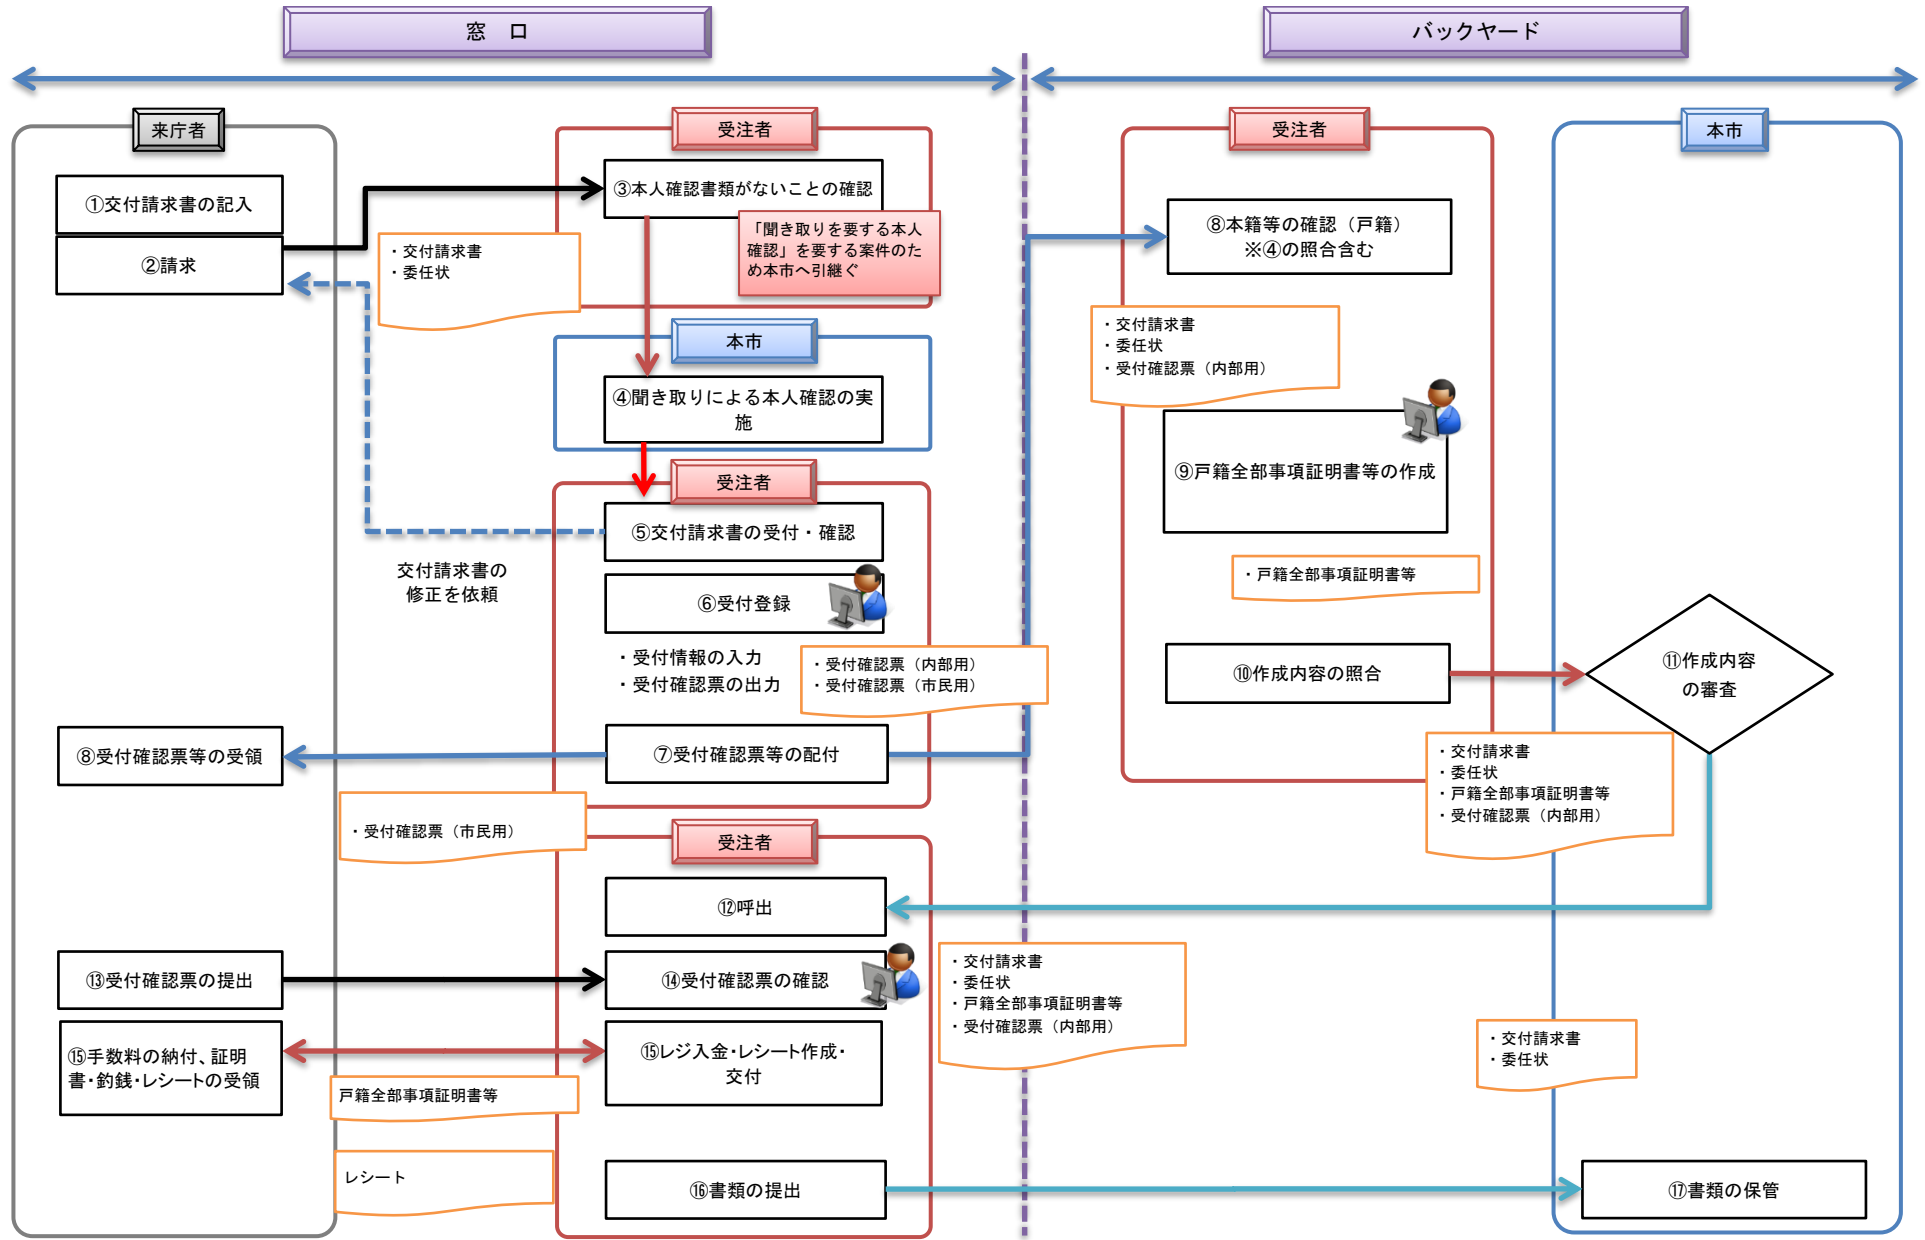 窓　口
バックヤード
来庁者
①交付請求書の記入
②請求
・交付請求書
・委任状
受注者
③本人確認書類がないことの確認
「聞き取りを要する本人
確認」を要する案件のた
め本市へ引継ぐ
本市
④聞き取りによる本人確認の実
施
受注者
⑤交付請求書の受付・確認
交付請求書の
修正を依頼
⑥受付登録
・受付情報の入力
・受付確認票の出力
・受付確認票（内部用）
・受付確認票（市民用）
⑦受付確認票等の配付
⑧受付確認票等の受領
・受付確認票（市民用）
受注者
⑧本籍等の確認（戸籍）
※④の照合含む
・交付請求書
・委任状
・受付確認票（内部用）
⑨戸籍全部事項証明書等の作成
・戸籍全部事項証明書等
⑩作成内容の照合
本市
⑪作成内容
の審査
・交付請求書
・委任状
・戸籍全部事項証明書等
・受付確認票（内部用）
受注者
⑫呼出
⑬受付確認票の提出
⑭受付確認票の確認
・交付請求書
・委任状
・戸籍全部事項証明書等
・受付確認票（内部用）
⑮手数料の納付、証明
書・釣銭・レシートの受領
⑮レジ入金・レシート作成・
交付
戸籍全部事項証明書等
レシート
⑯書類の提出
・交付請求書
・委任状
⑰書類の保管